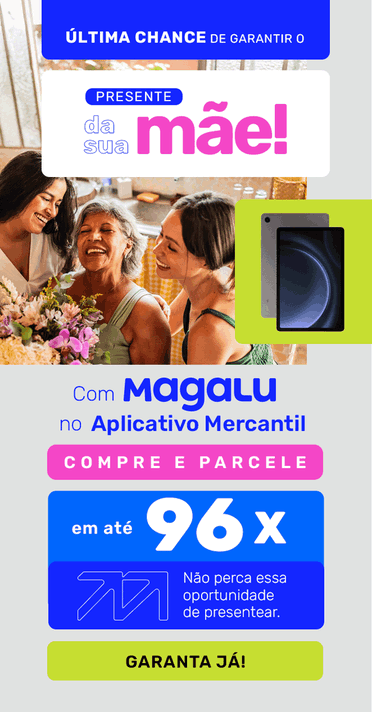 ÚLTIMA CHANCE DE GARANTIR O
PRESENTE
da
sua mãe!
Com MagaLu
no Aplicativo Mercantil
COMPRE E PARCELE
em até 96 x
Não perca essa
oportunidade
de presentear.
GARANTA JÁ!